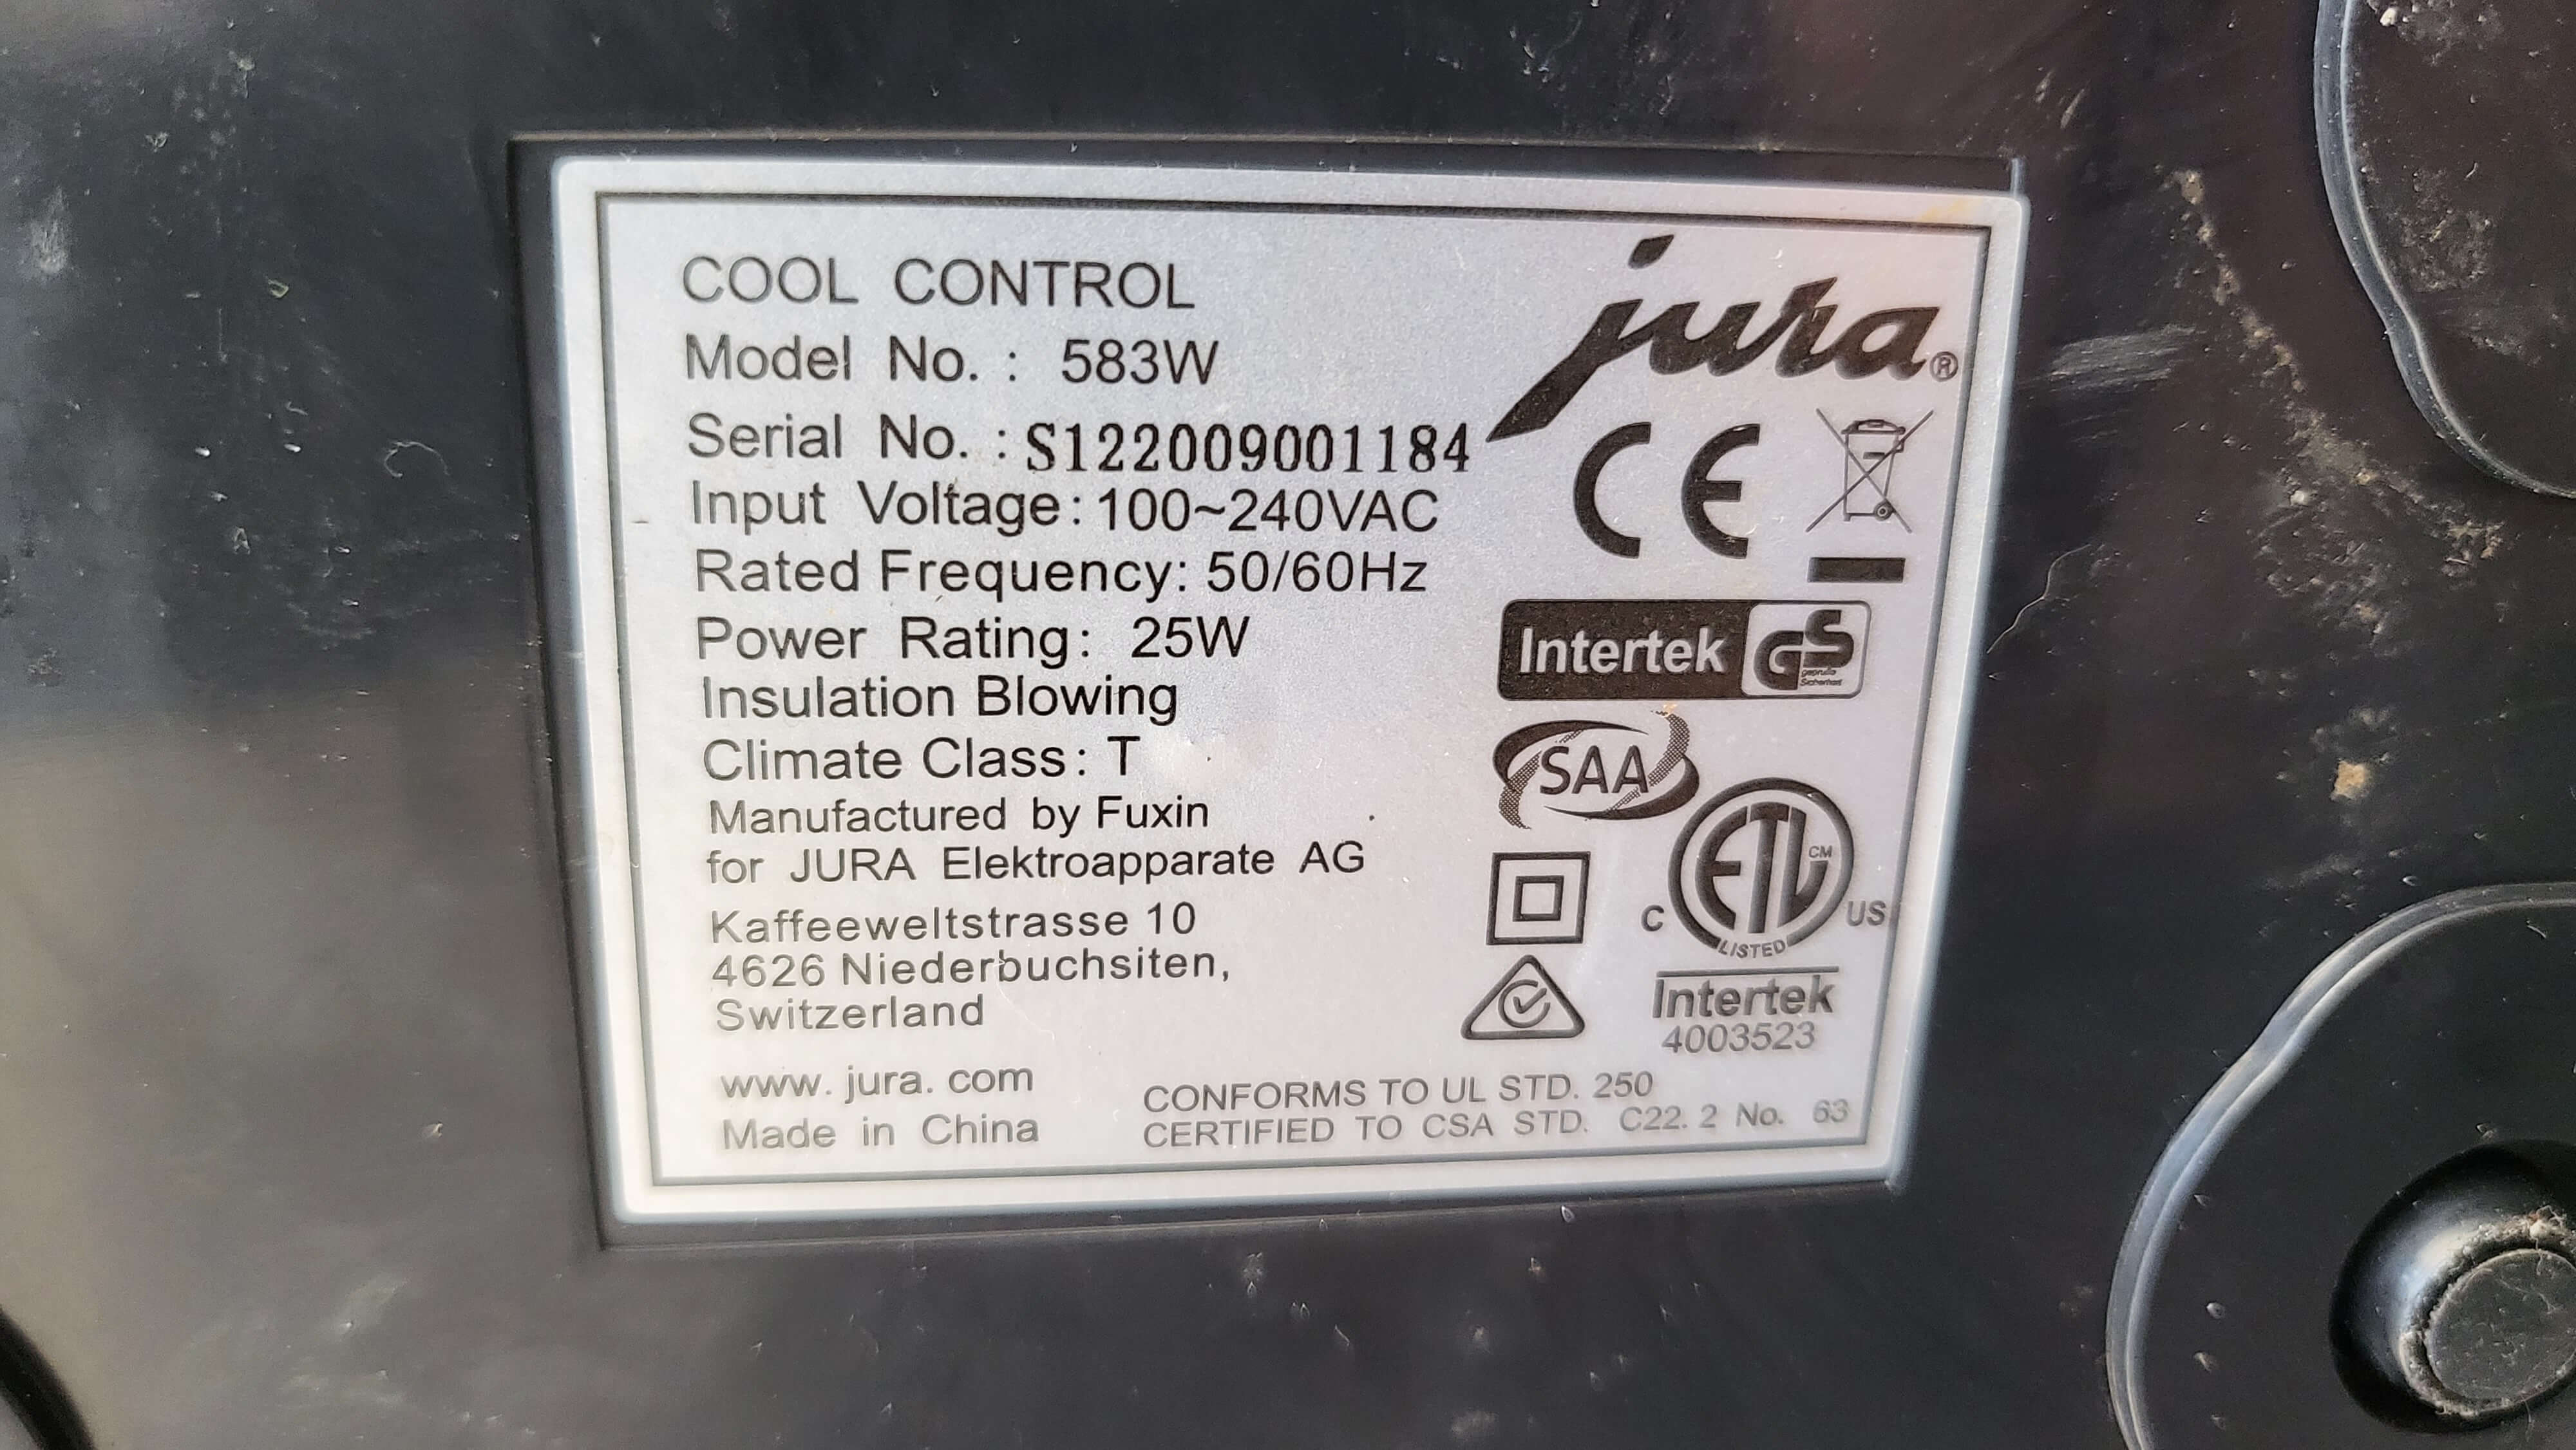 COOL CONTROL
jura®
Model No. : 583W
Serial No. : S122009001184
Input Voltage: 100~240VAC
Rated Frequency: 50/60Hz
Power Rating: 25W
Insulation Blowing
Climate Class: T
Manufactured by Fuxin
for JURA Elektroapparate AG
Kaffeeweltstrasse 10
4626 Niederbuchsiten,
Switzerland
www. jura. com
Made in China
CE
Intertek
GS
geprüfte
Sicherheit
SAA
C ETL CM US
LISTED
Intertek
4003523
CONFORMS TO UL STD. 250
CERTIFIED TO CSA STD. C22. 2 No. 63